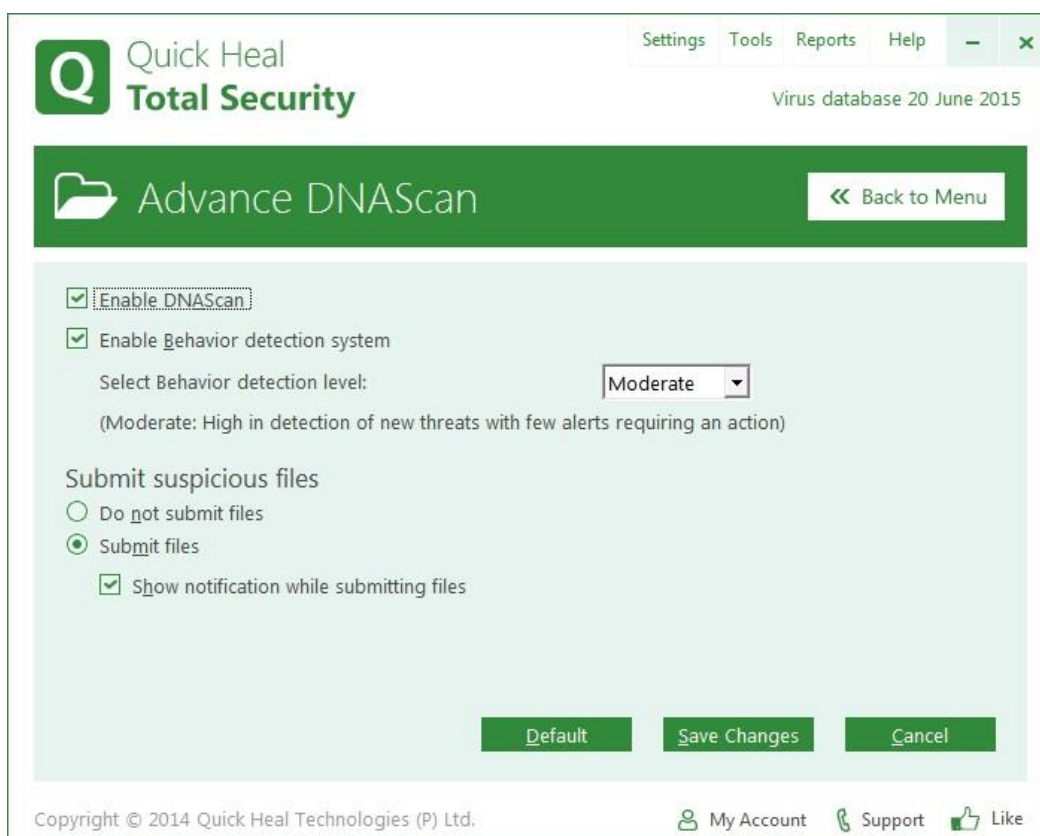 Settings Tools Reports Help
Q
Quick Heal
Total Security
Virus database 20 June 2015
Advance DNAScan
Back to Menu
Enable DNAScan
Enable Behavior detection system
Select Behavior detection level: Moderate
(Moderate: High in detection of new threats with few alerts requiring an action)
Submit suspicious files
Do not submit files
Submit files
Show notification while submitting files
Default Save Changes Cancel
Copyright © 2014 Quick Heal Technologies (P) Ltd. My Account Support Like